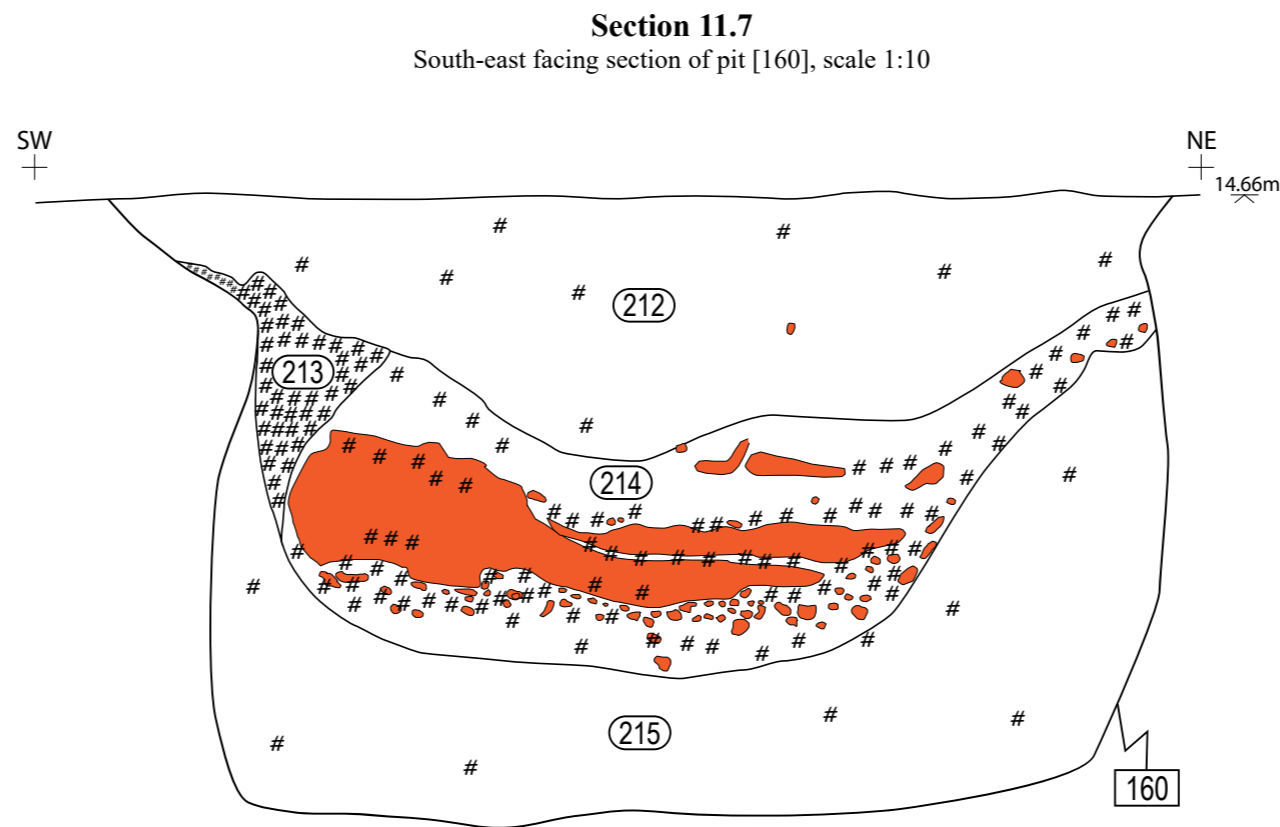 Section 11.7
South-east facing section of pit [160], scale 1:10
SW
NE
14.66m
212
213
214
215
160